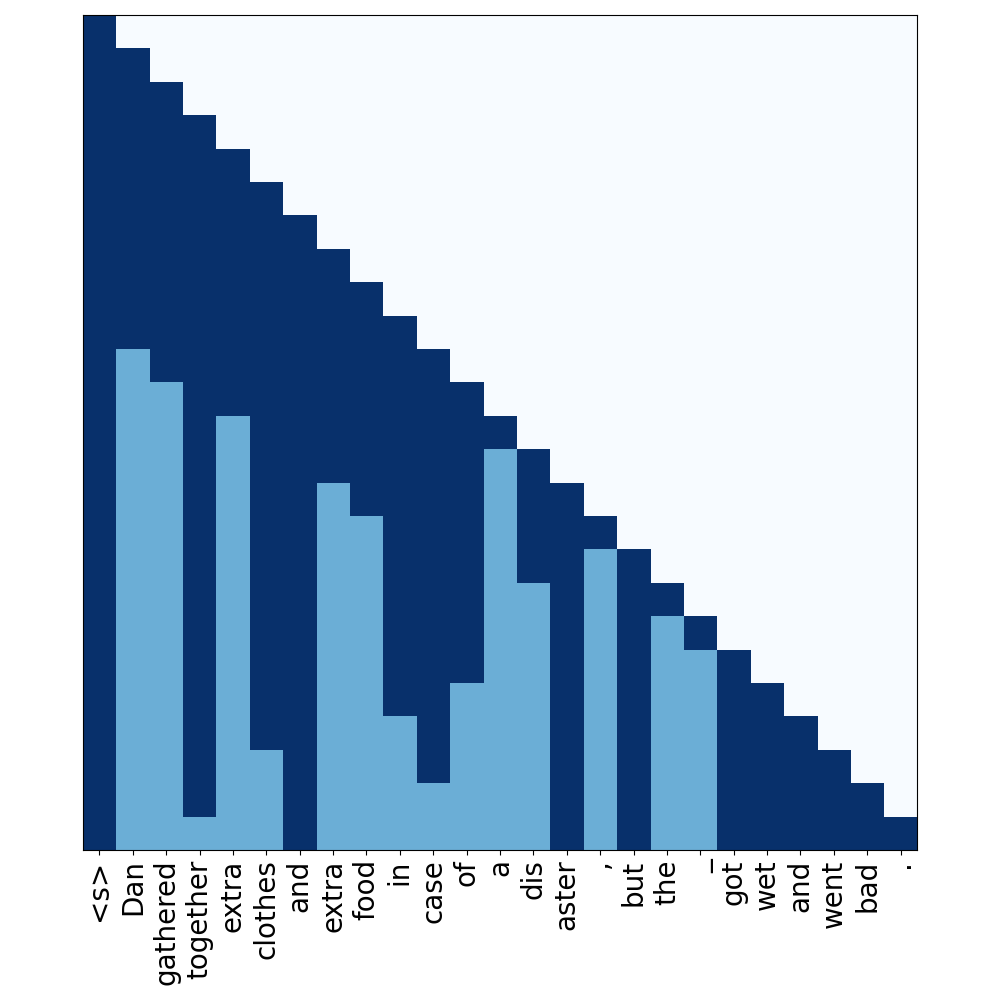 <s> Dan gathered together extra clothes and extra food in case of a dis aster , but the _ got wet and went bad .